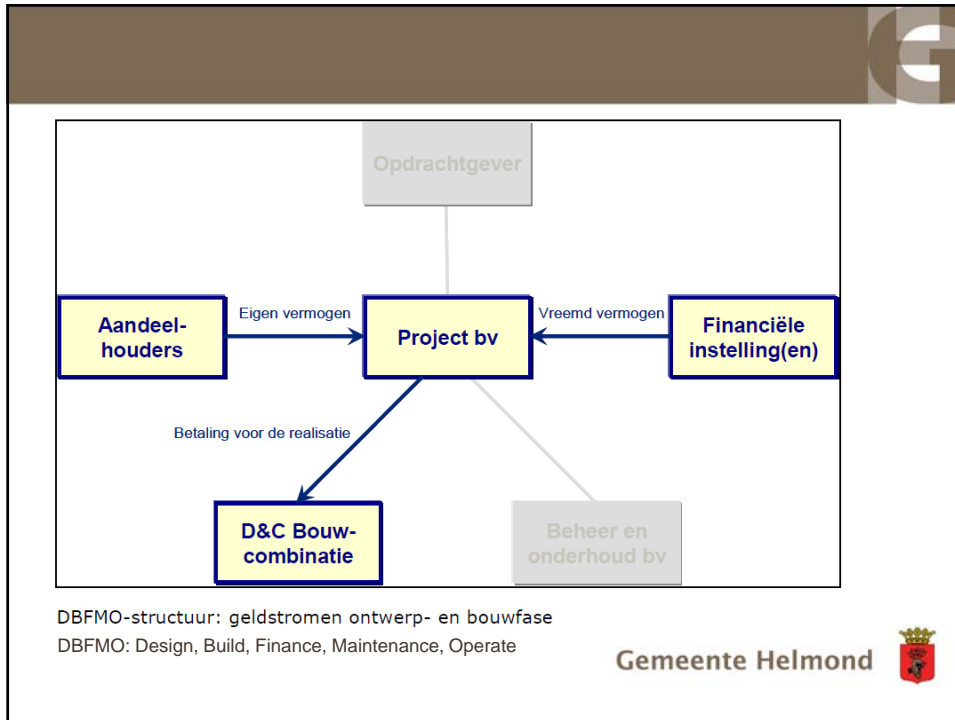 Opdrachtgever
Eigen vermogen
Vreemd vermogen
Aandeel-
houders
Project bv
Financiële
instelling(en)
Betaling voor de realisatie
D&C Bouw-
combinatie
Beheer en
onderhoud bv
DBFMO-structuur: geldstromen ontwerp- en bouwfase
DBFMO: Design, Build, Finance, Maintenance, Operate
Gemeente Helmond